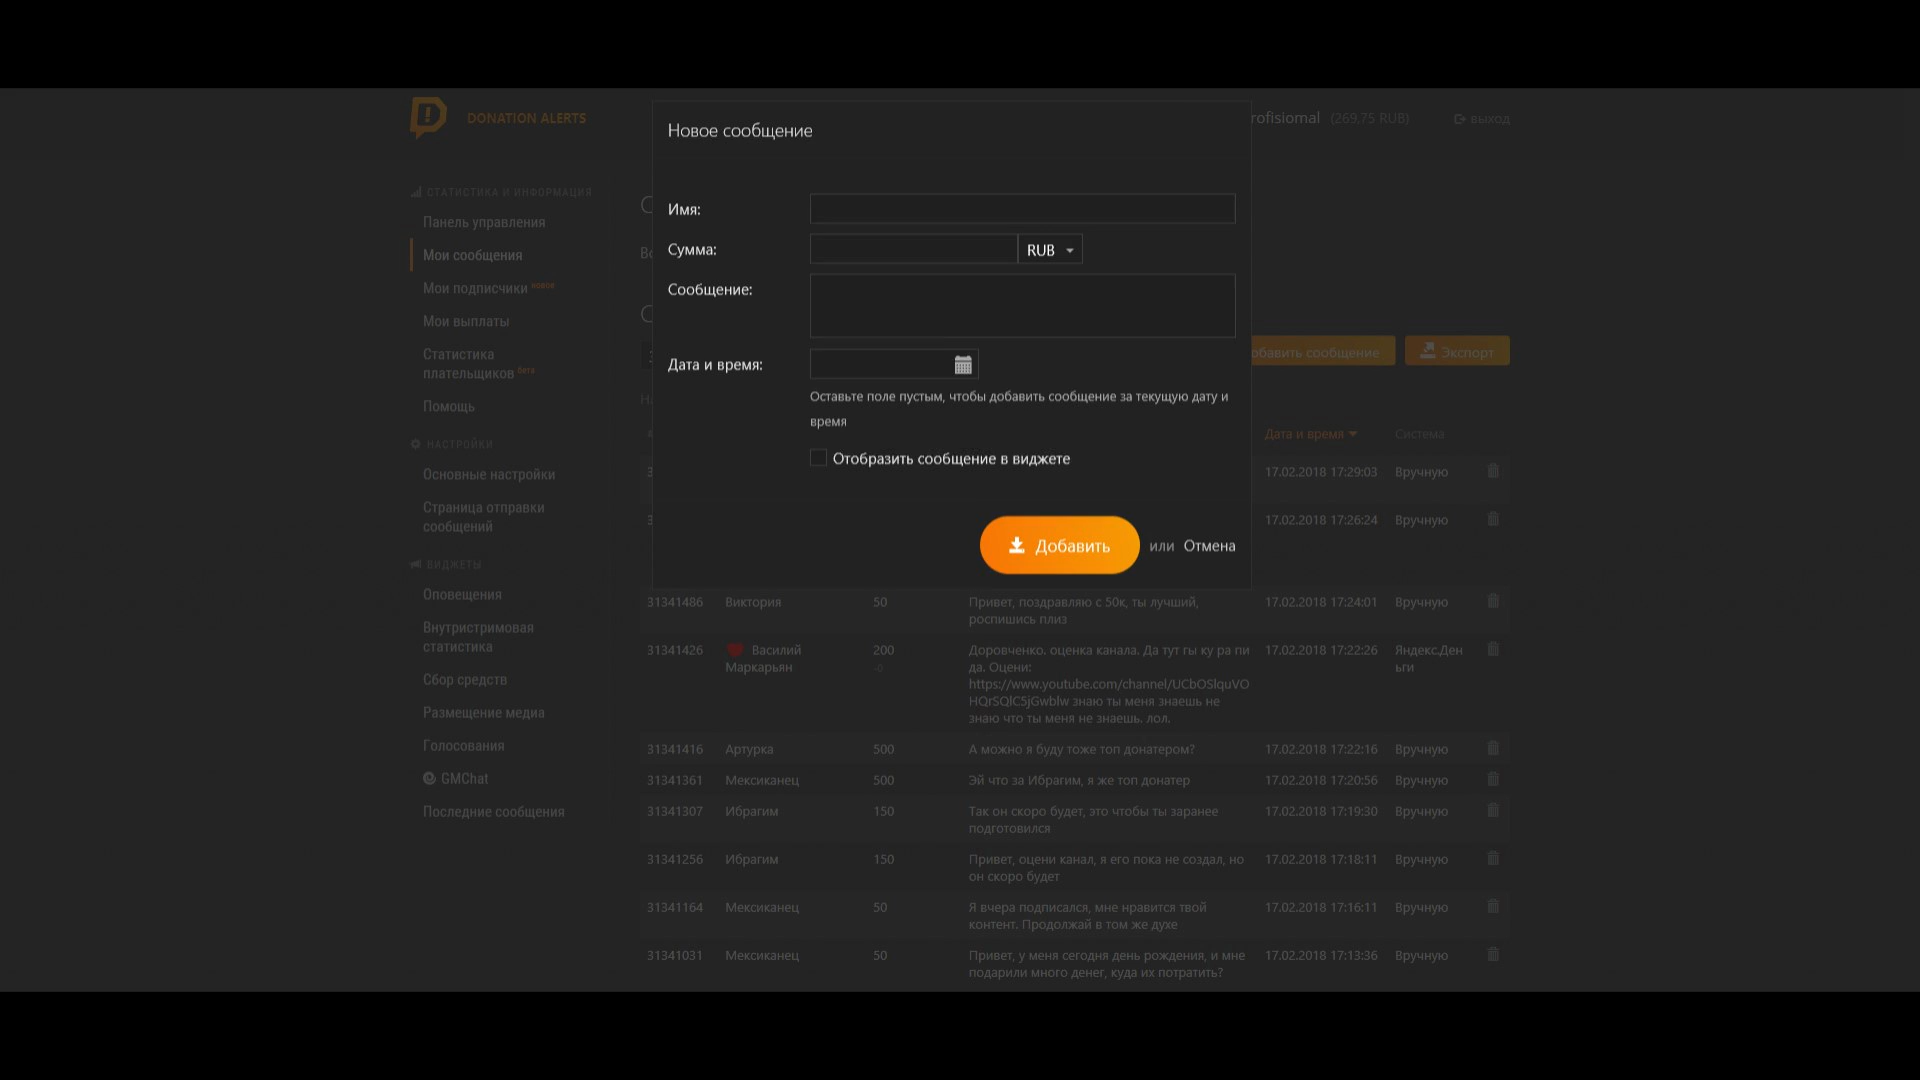 DONATION ALERTS
rofisiomal (269,75 RUB)
выход
СТАТИСТИКА И ИНФОРМАЦИЯ
Панель управления
Мои сообщения
Мои подписчики новое
Мои выплаты
Статистика
плательщиков бета
Помощь
НАСТРОЙКИ
Основные настройки
Страница отправки
сообщений
ВИДЖЕТЫ
Оповещения
Внутристримовая
статистика
Сбор средств
Размещение медиа
Голосования
GMChat
Последние сообщения
Новое сообщение
Имя:
Сумма:
RUB
Сообщение:
Дата и время:
Оставьте поле пустым, чтобы добавить сообщение за текущую дату и
время
Отобразить сообщение в виджете
Добавить или Отмена
обавить сообщение
Экспорт
Дата и время Система
17.02.2018 17:29:03 Вручную
17.02.2018 17:26:24 Вручную
31341486 Виктория 50 Привет, поздравляю с 50к, ты лучший, 17.02.2018 17:24:01 Вручную
роспишись плиз
31341426 Василий 200 Доровченко. оценка канала. Да тут гы ку ра пи 17.02.2018 17:22:26 Яндекс.Ден
Маркарьян -0 да. Оцени: ьги
https://www.youtube.com/channel/UCbOSlquVO
HQrSQlC5jGwblw знаю ты меня знаешь не
знаю что ты меня не знаешь. лол.
31341416 Артурка 500 А можно я буду тоже топ донатером? 17.02.2018 17:22:16 Вручную
31341361 Мексиканец 500 Эй что за Ибрагим, я же топ донатер 17.02.2018 17:20:56 Вручную
31341307 Ибрагим 150 Так он скоро будет, это чтобы ты заранее 17.02.2018 17:19:30 Вручную
подготовился
31341256 Ибрагим 150 Привет, оцени канал, я его пока не создал, но 17.02.2018 17:18:11 Вручную
он скоро будет
31341164 Мексиканец 50 Я вчера подписался, мне нравится твой 17.02.2018 17:16:11 Вручную
контент. Продолжай в том же духе
31341031 Мексиканец 50 Привет, у меня сегодня день рождения, и мне 17.02.2018 17:13:36 Вручную
подарили много денег, куда их потратить?